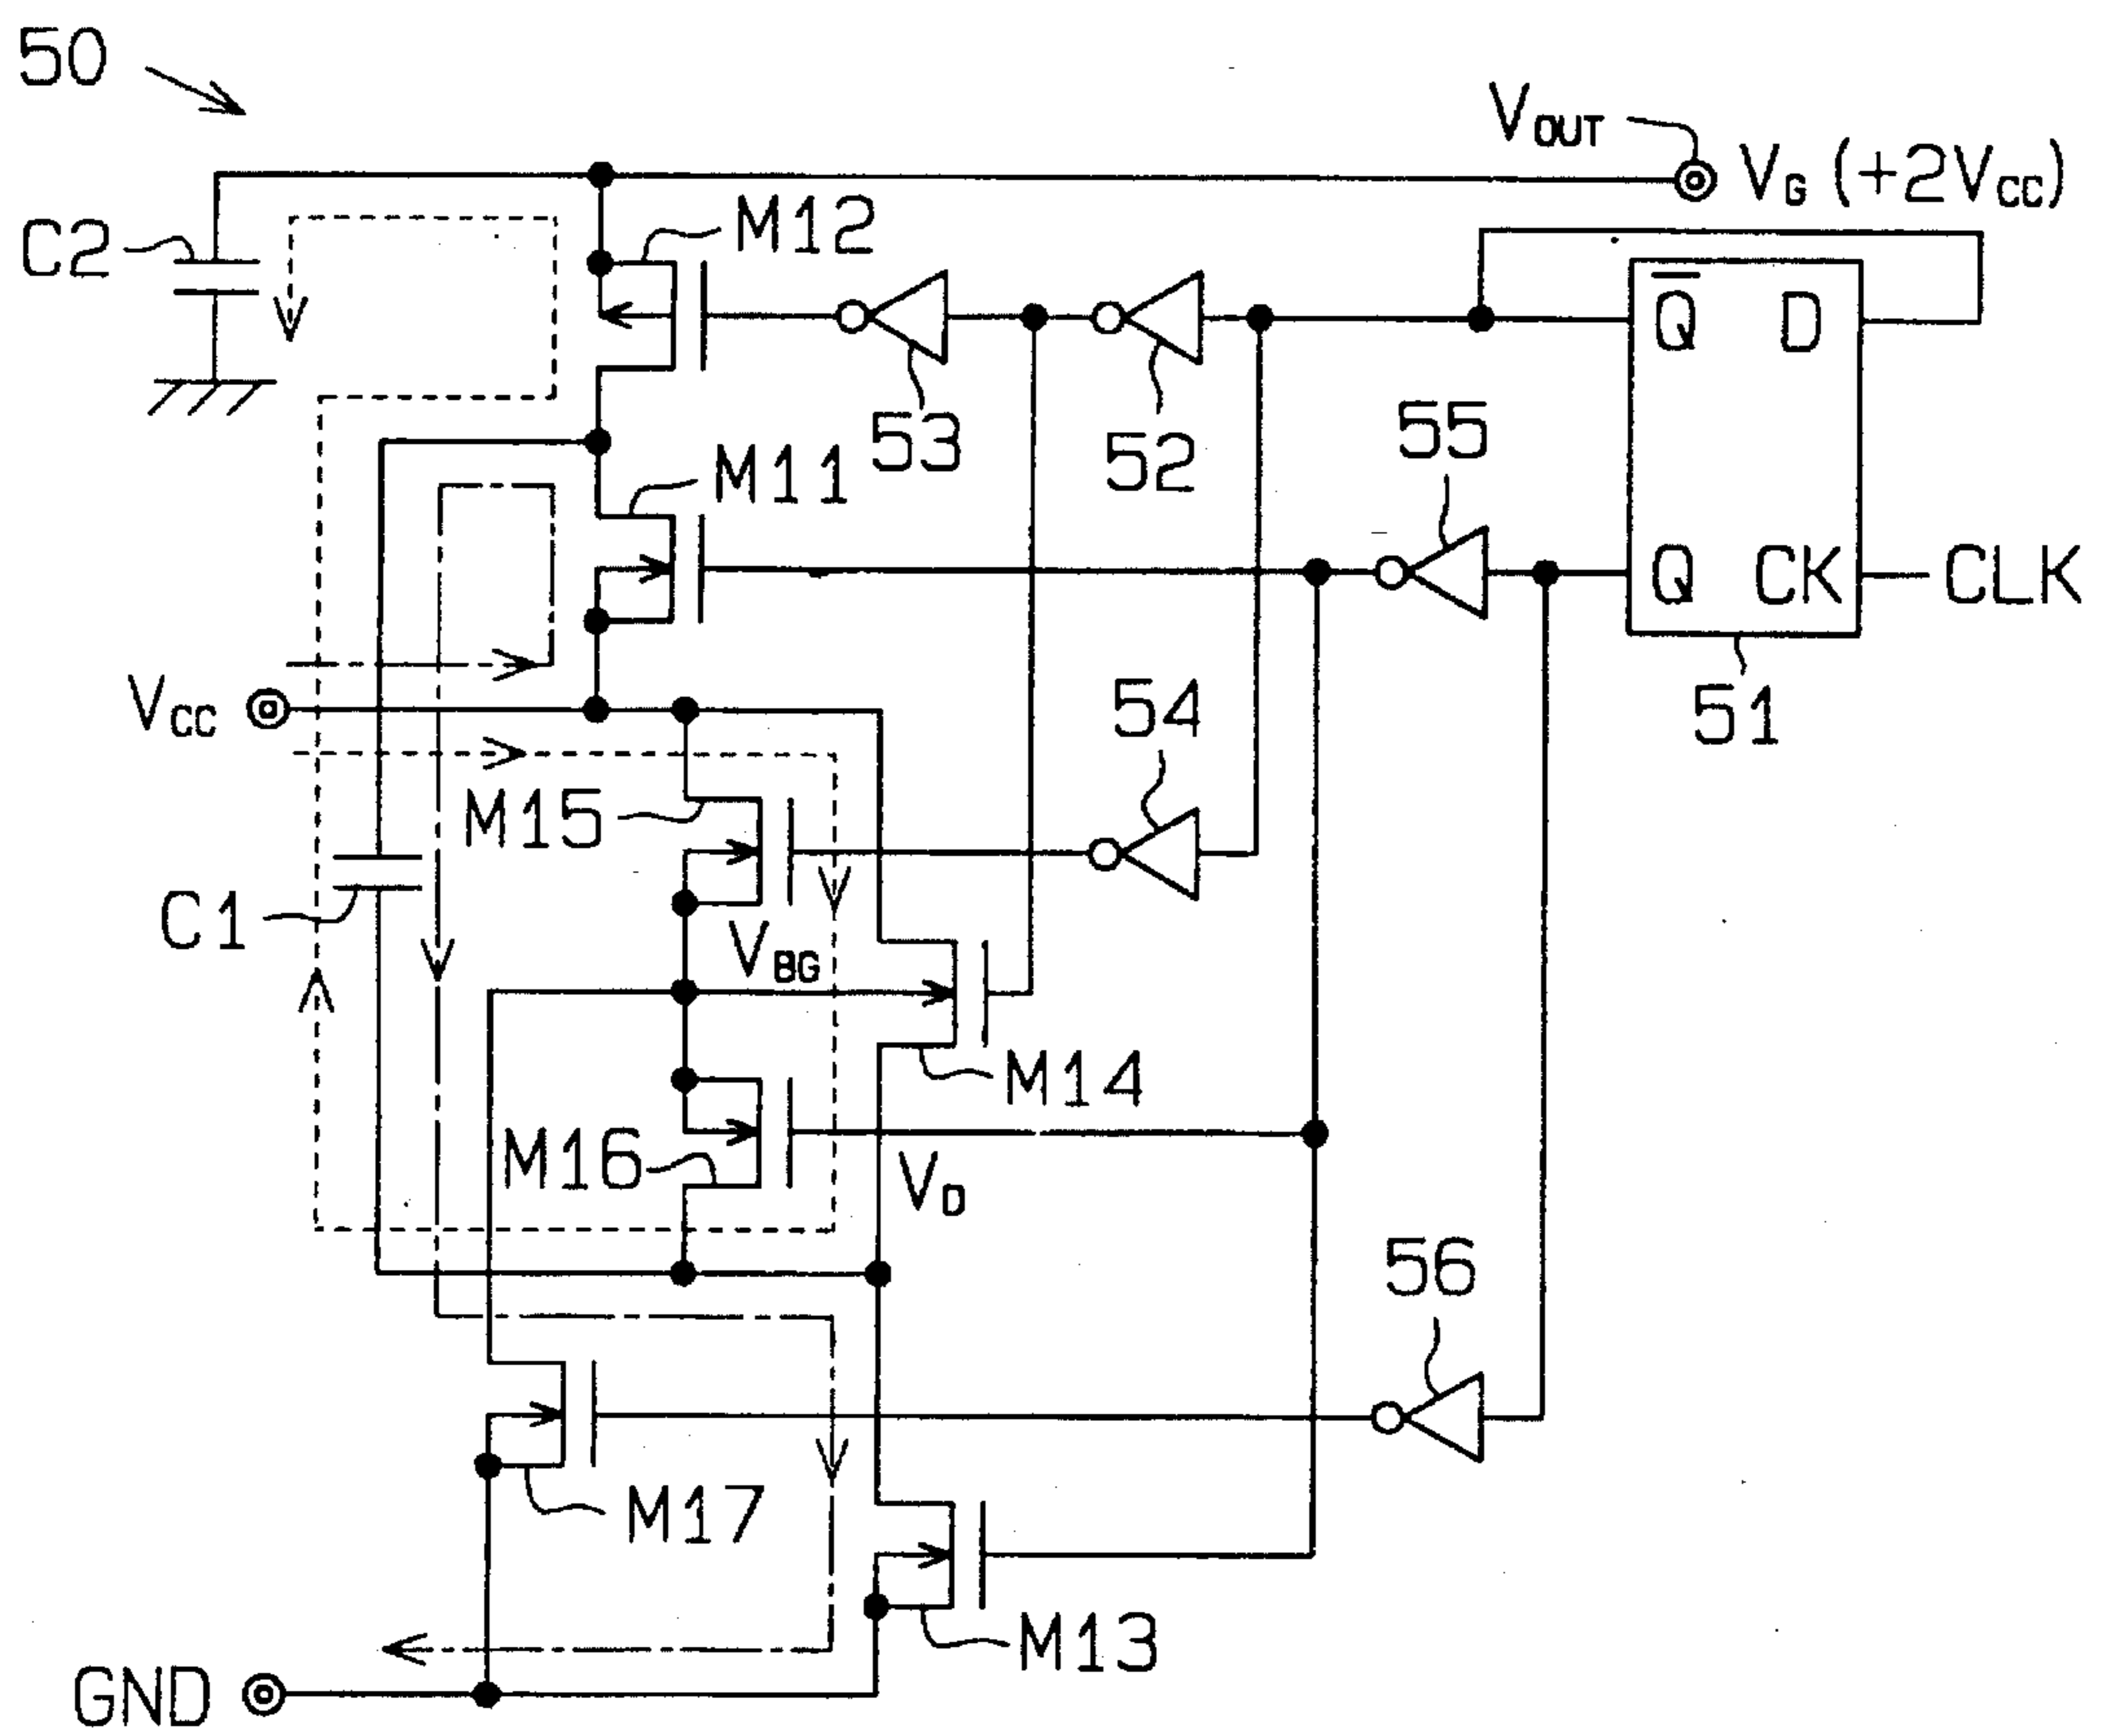 50
VOUT
VG (+2VCC)
C2
M12
Q D
53
52
55
M11
Q CK CLK
VCC
54
51
M15
C1
VBG
M14
M16
VD
56
M17
M13
GND